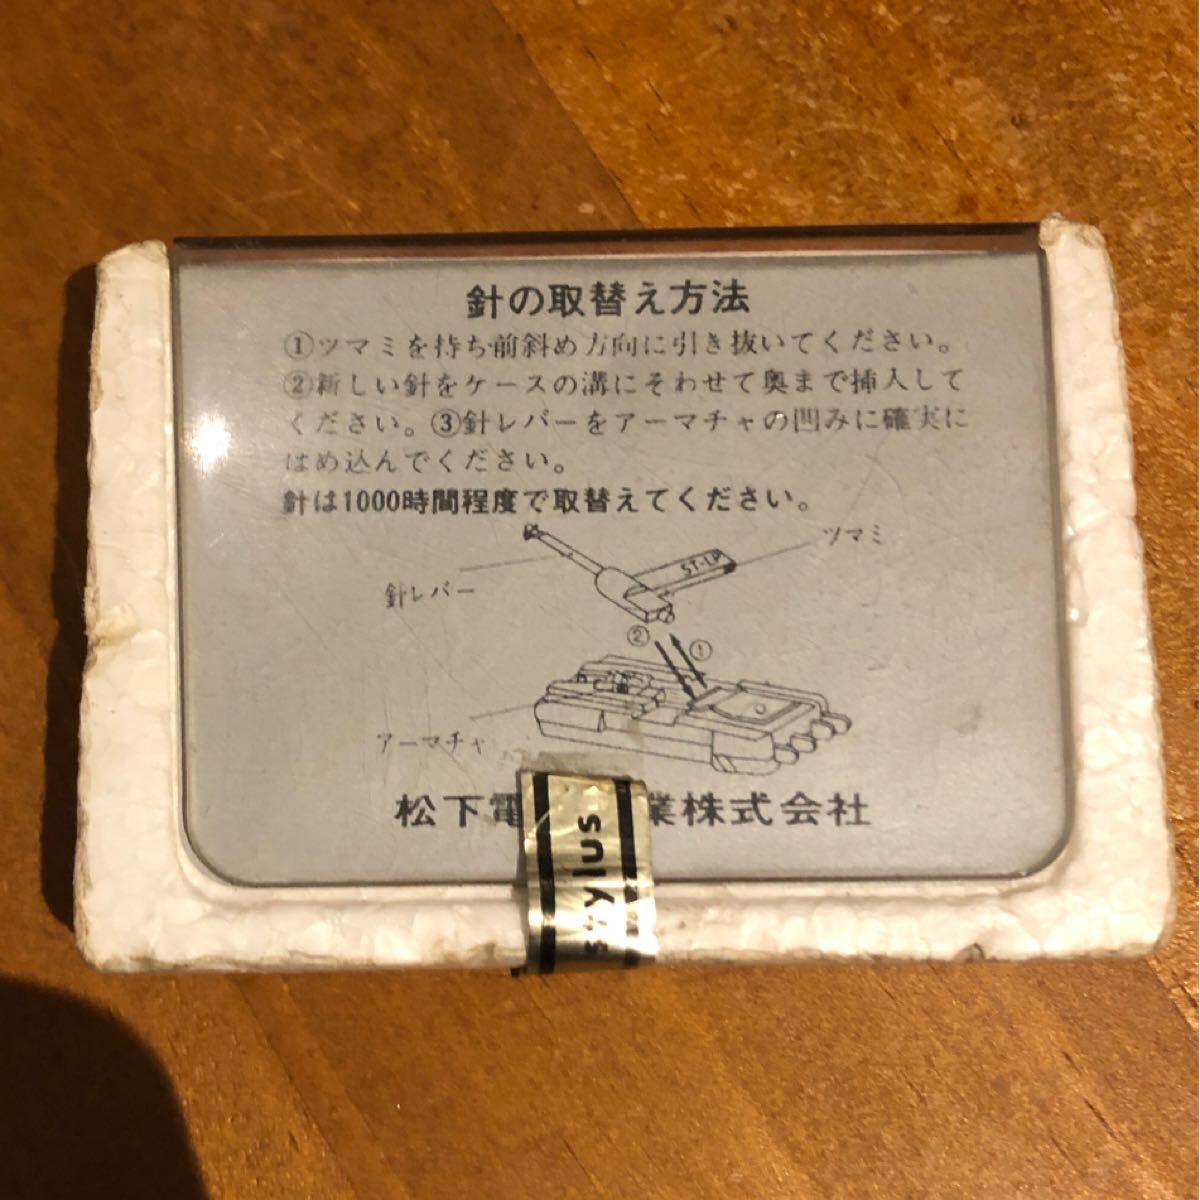 針の取替え方法
①ツマミを持ち前斜め方向に引き抜いてください。
②新しい針をケースの溝にそわせて奥まで挿入して
ください。③針レバーをアーマチャの凹みに確実に
はめ込んでください。
針は1000時間程度で取替えてください。
ツマミ
ST-LP
針レバー
②
①
アーマチャ
松下電 業株式会社
stylus